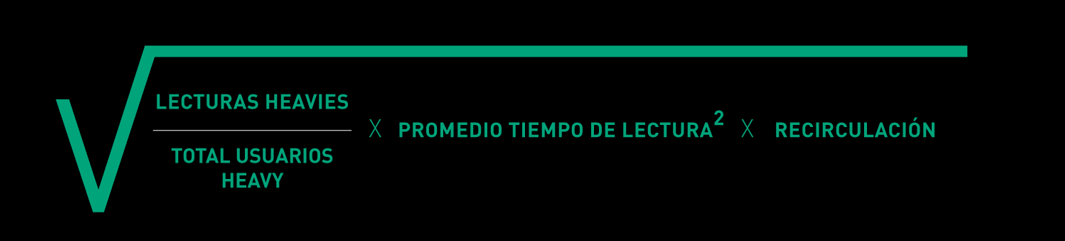 LECTURAS HEAVIES
TOTAL USUARIOS
HEAVY
X PROMEDIO TIEMPO DE LECTURA² X RECIRCULACIÓN